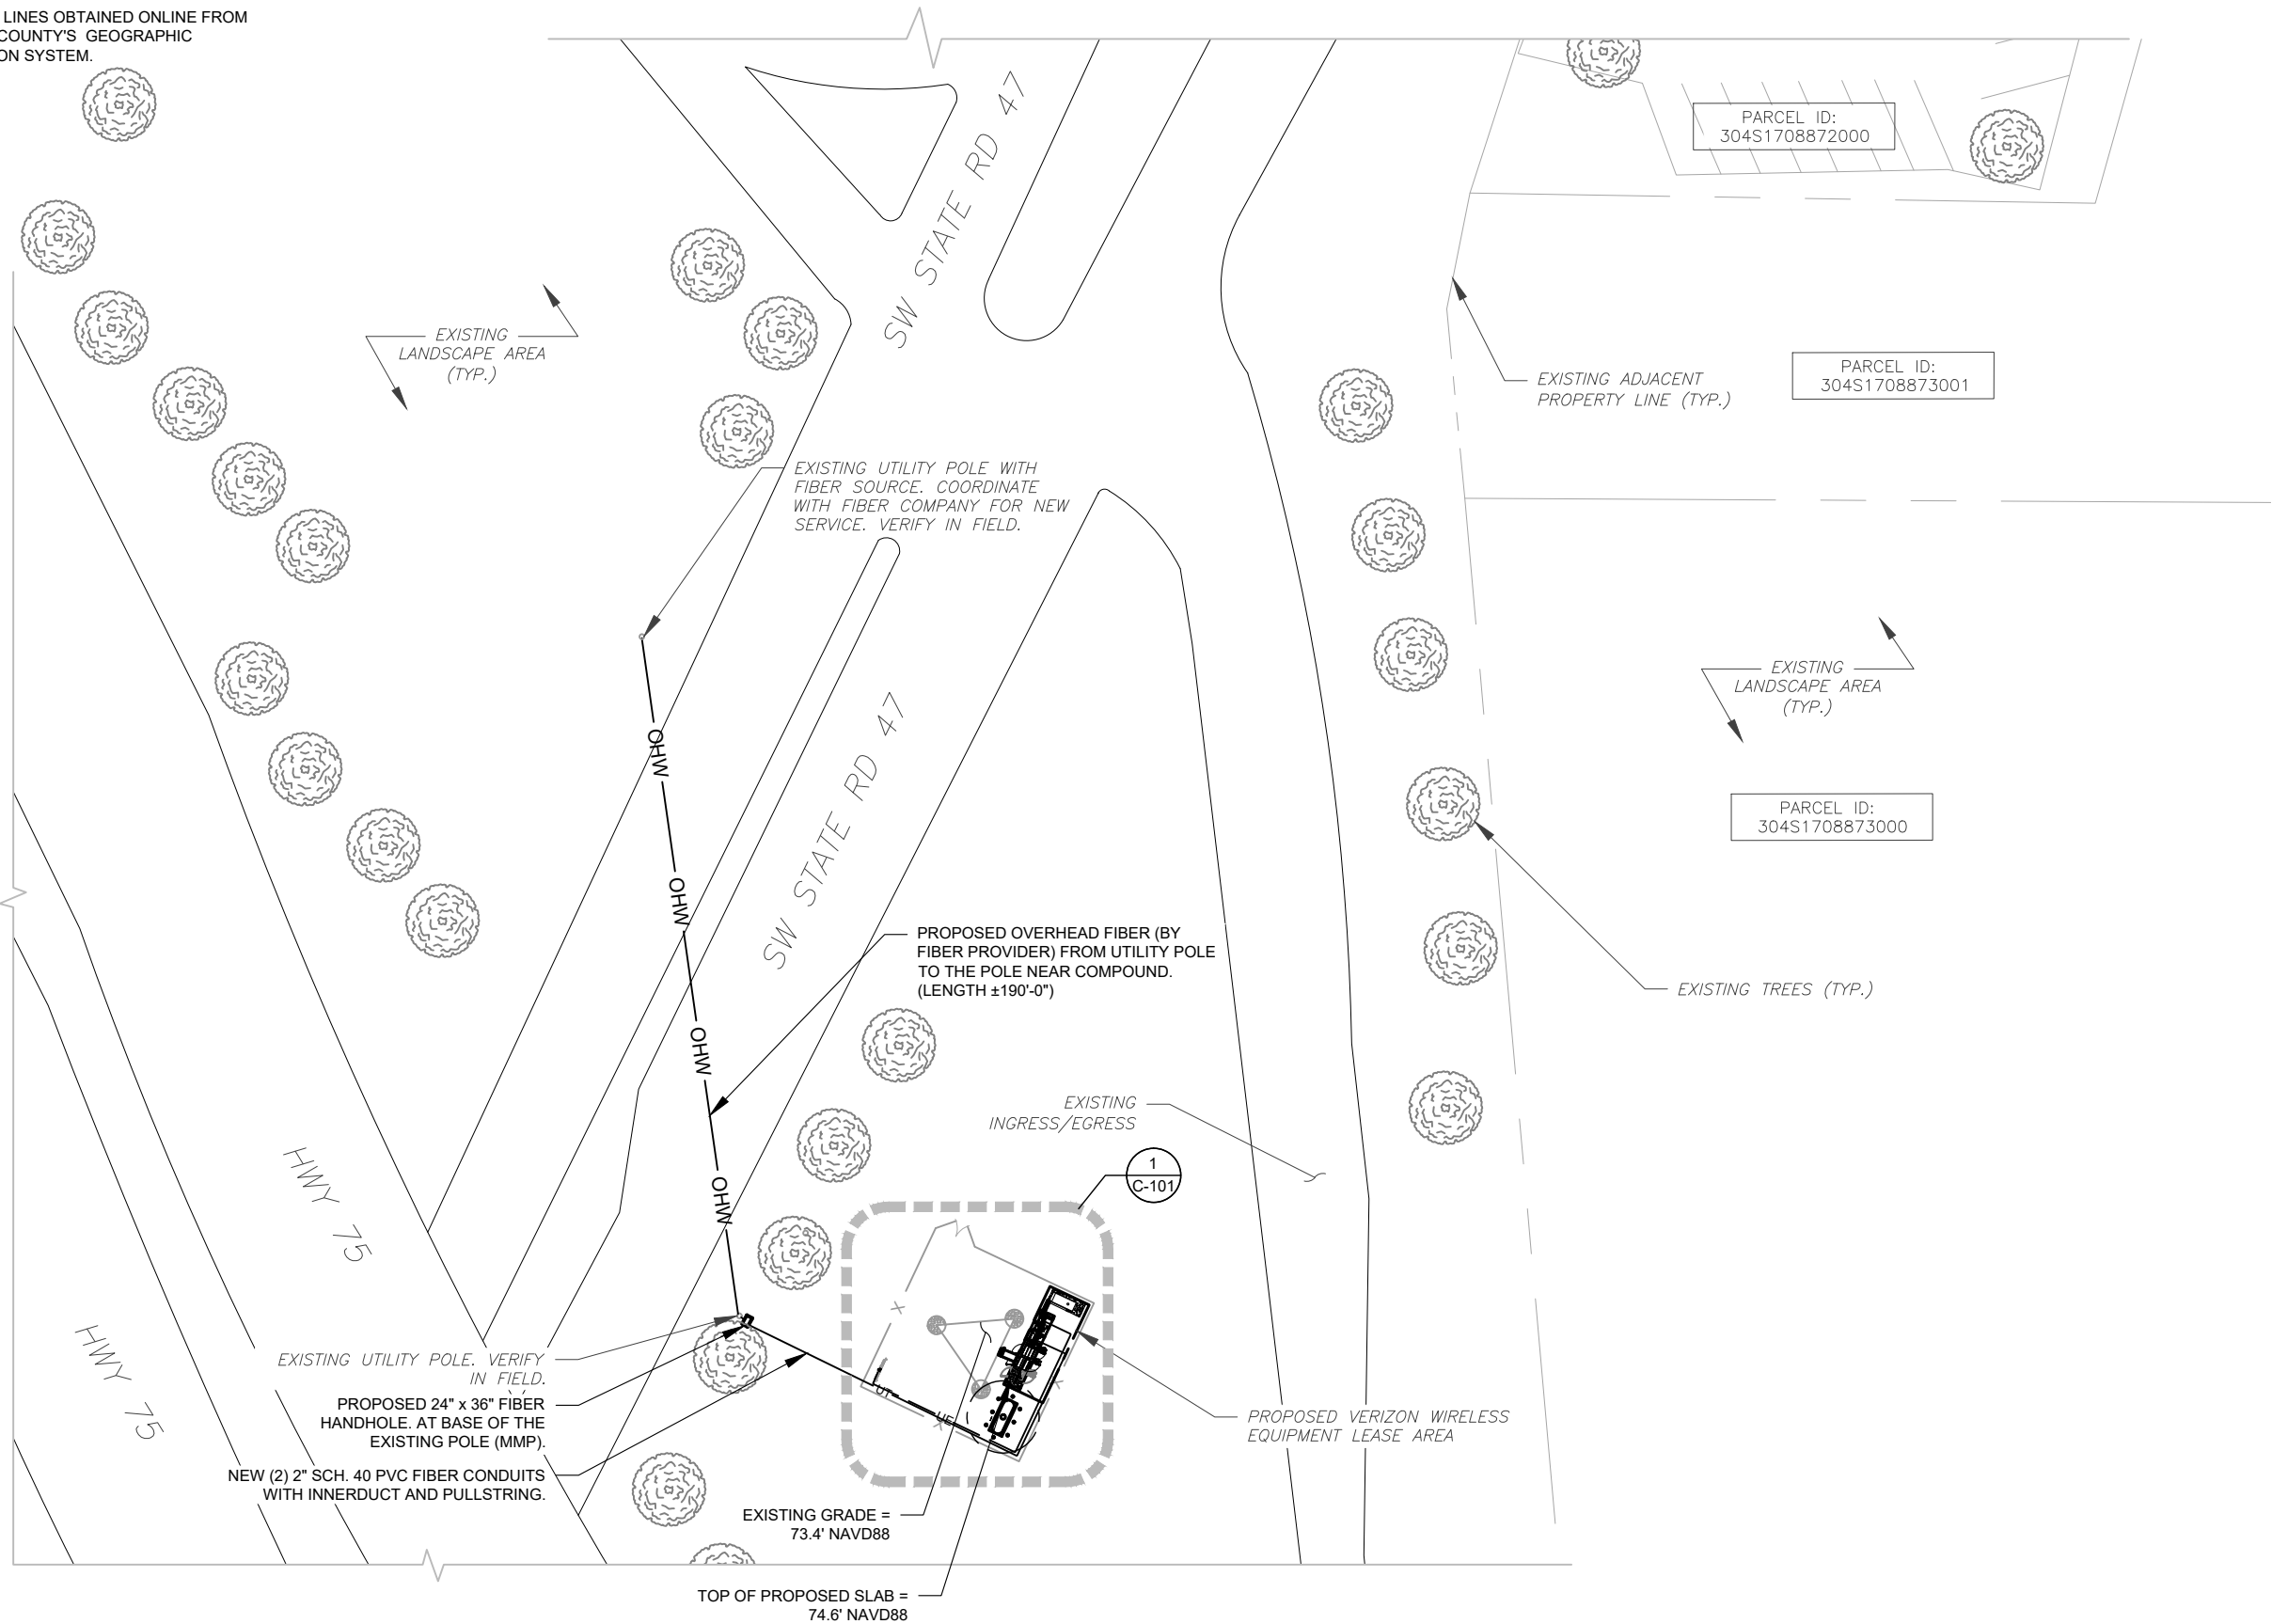 LINES OBTAINED ONLINE FROM
COUNTY'S GEOGRAPHIC
ON SYSTEM.
SW STATE RD 47
PARCEL ID:
304S1708872000
EXISTING
LANDSCAPE AREA
(TYP.)
EXISTING ADJACENT
PROPERTY LINE (TYP.)
PARCEL ID:
304S1708873001
EXISTING UTILITY POLE WITH
FIBER SOURCE. COORDINATE
WITH FIBER COMPANY FOR NEW
SERVICE. VERIFY IN FIELD.
EXISTING
LANDSCAPE AREA
(TYP.)
OHW
OHW
OHW
OHW
SW STATE RD 47
PARCEL ID:
304S1708873000
PROPOSED OVERHEAD FIBER (BY
FIBER PROVIDER) FROM UTILITY POLE
TO THE POLE NEAR COMPOUND.
(LENGTH ±190'-0")
EXISTING TREES (TYP.)
EXISTING
INGRESS/EGRESS
1
C-101
HWY 75
HWY 75
EXISTING UTILITY POLE. VERIFY
IN FIELD.
PROPOSED 24" x 36" FIBER
HANDHOLE. AT BASE OF THE
EXISTING POLE (MMP).
NEW (2) 2" SCH. 40 PVC FIBER CONDUITS
WITH INNERDUCT AND PULLSTRING.
X
UT
UE
X
X
PROPOSED VERIZON WIRELESS
EQUIPMENT LEASE AREA
EXISTING GRADE =
73.4' NAVD88
TOP OF PROPOSED SLAB =
74.6' NAVD88